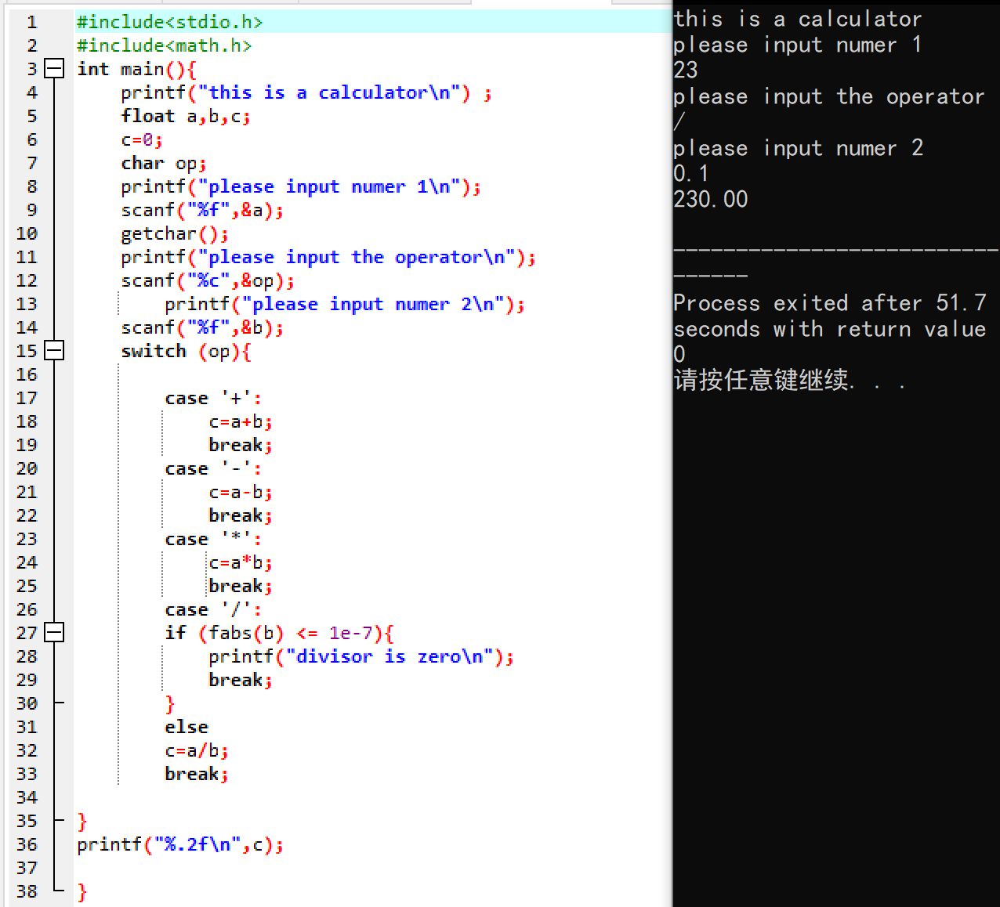 1 #include<stdio.h>
2 #include<math.h>
3 int main(){
4 printf("this is a calculator\n") ;
5 float a,b,c;
6 c=0;
7 char op;
8 printf("please input numer 1\n");
9 scanf("%f",&a);
10 getchar();
11 printf("please input the operator\n");
12 scanf("%c",&op);
13 printf("please input numer 2\n");
14 scanf("%f",&b);
15 switch (op){
16
17 case '+':
18 c=a+b;
19 break;
20 case '-':
21 c=a-b;
22 break;
23 case '*':
24 c=a*b;
25 break;
26 case '/':
27 if (fabs(b) <= 1e-7){
28 printf("divisor is zero\n");
29 break;
30 }
31 else
32 c=a/b;
33 break;
34
35 }
36 printf("%.2f\n",c);
37
38 }
this is a calculator
please input numer 1
23
please input the operator
/
please input numer 2
0.1
230.00
--------------------------
------
Process exited after 51.7
seconds with return value
0
请按任意键继续. . .